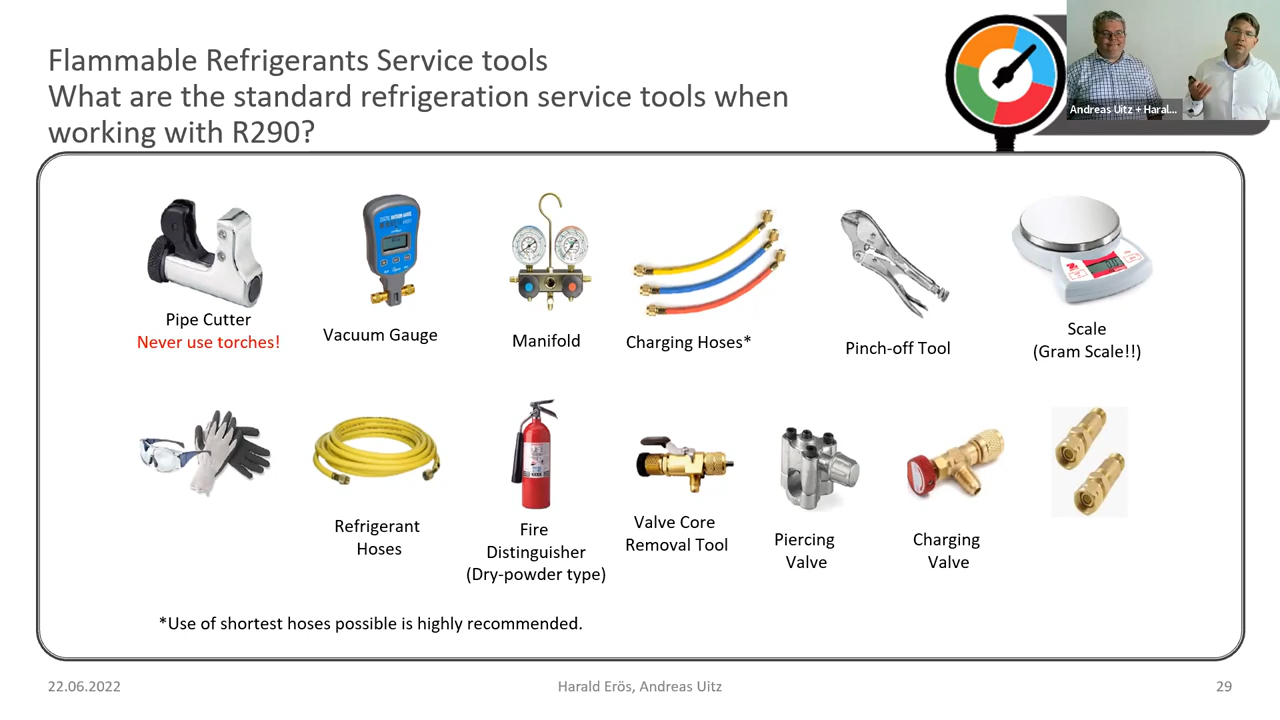 Flammable Refrigerants Service tools
What are the standard refrigeration service tools when
working with R290?
Andreas Uitz + Haral...
Pipe Cutter
Never use torches!
Vacuum Gauge
Manifold
Charging Hoses*
Pinch-off Tool
Scale
(Gram Scale!!)
Refrigerant
Hoses
Fire
Distinguisher
(Dry-powder type)
Valve Core
Removal Tool
Piercing
Valve
Charging
Valve
*Use of shortest hoses possible is highly recommended.
22.06.2022
Harald Erös, Andreas Uitz
29